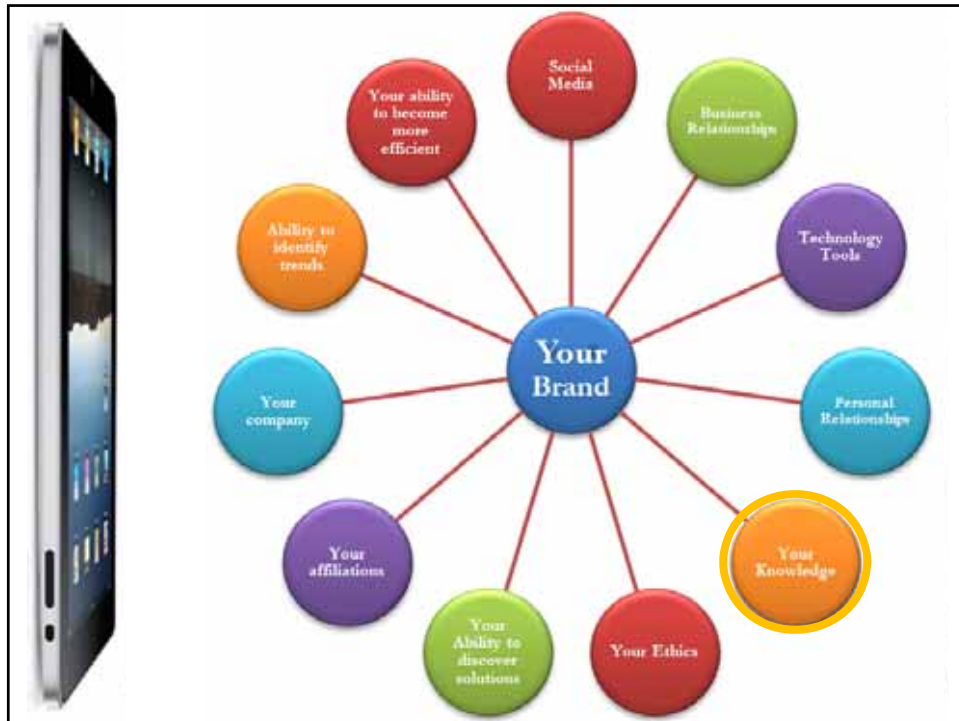 Social
Media
Business
Relationships
Technology
Tools
Personal
Relationships
Your
Knowledge
Your Ethics
Your
Ability to
discover
solutions
Your
affiliations
Your
company
Ability to
identify
trends
Your ability
to become
more
efficient
Your
Brand